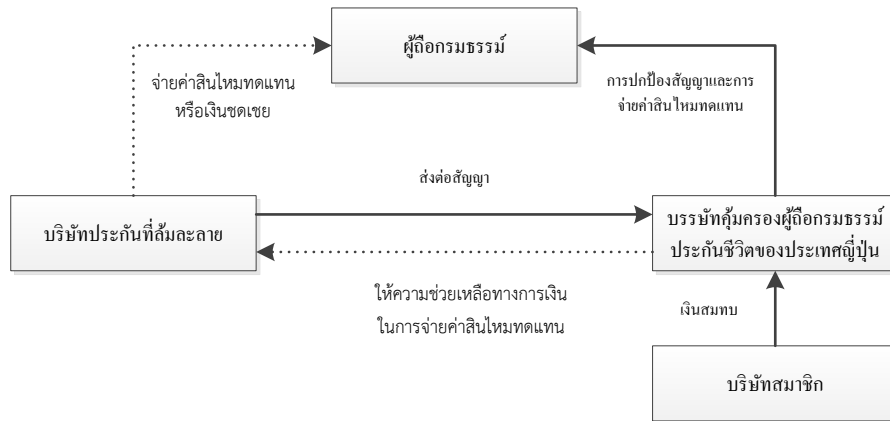 ผู้ถือกรมธรรม์
จ่ายค่าสินไหมทดแทน
หรือเงินชดเชย
การปกป้องสัญญาและการ
จ่ายค่าสินไหมทดแทน
ส่งต่อสัญญา
บริษัทประกันที่ล้มละลาย
บรรษัทคุ้มครองผู้ถือกรมธรรม์
ประกันชีวิตของประเทศญี่ปุ่น
ให้ความช่วยเหลือทางการเงิน
ในการจ่ายค่าสินไหมทดแทน
เงินสมทบ
บริษัทสมาชิก